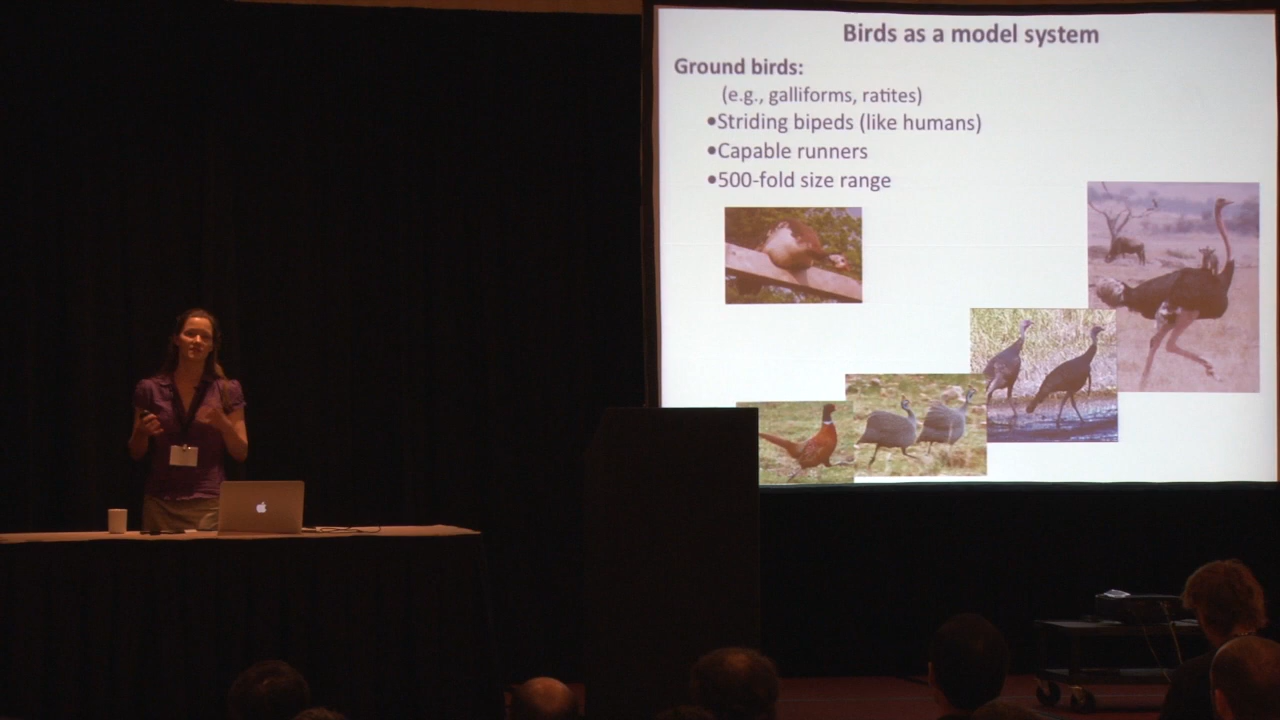 Birds as a model system
Ground birds:
(e.g., galliforms, ratites)
•Striding bipeds (like humans)
•Capable runners
•500-fold size range